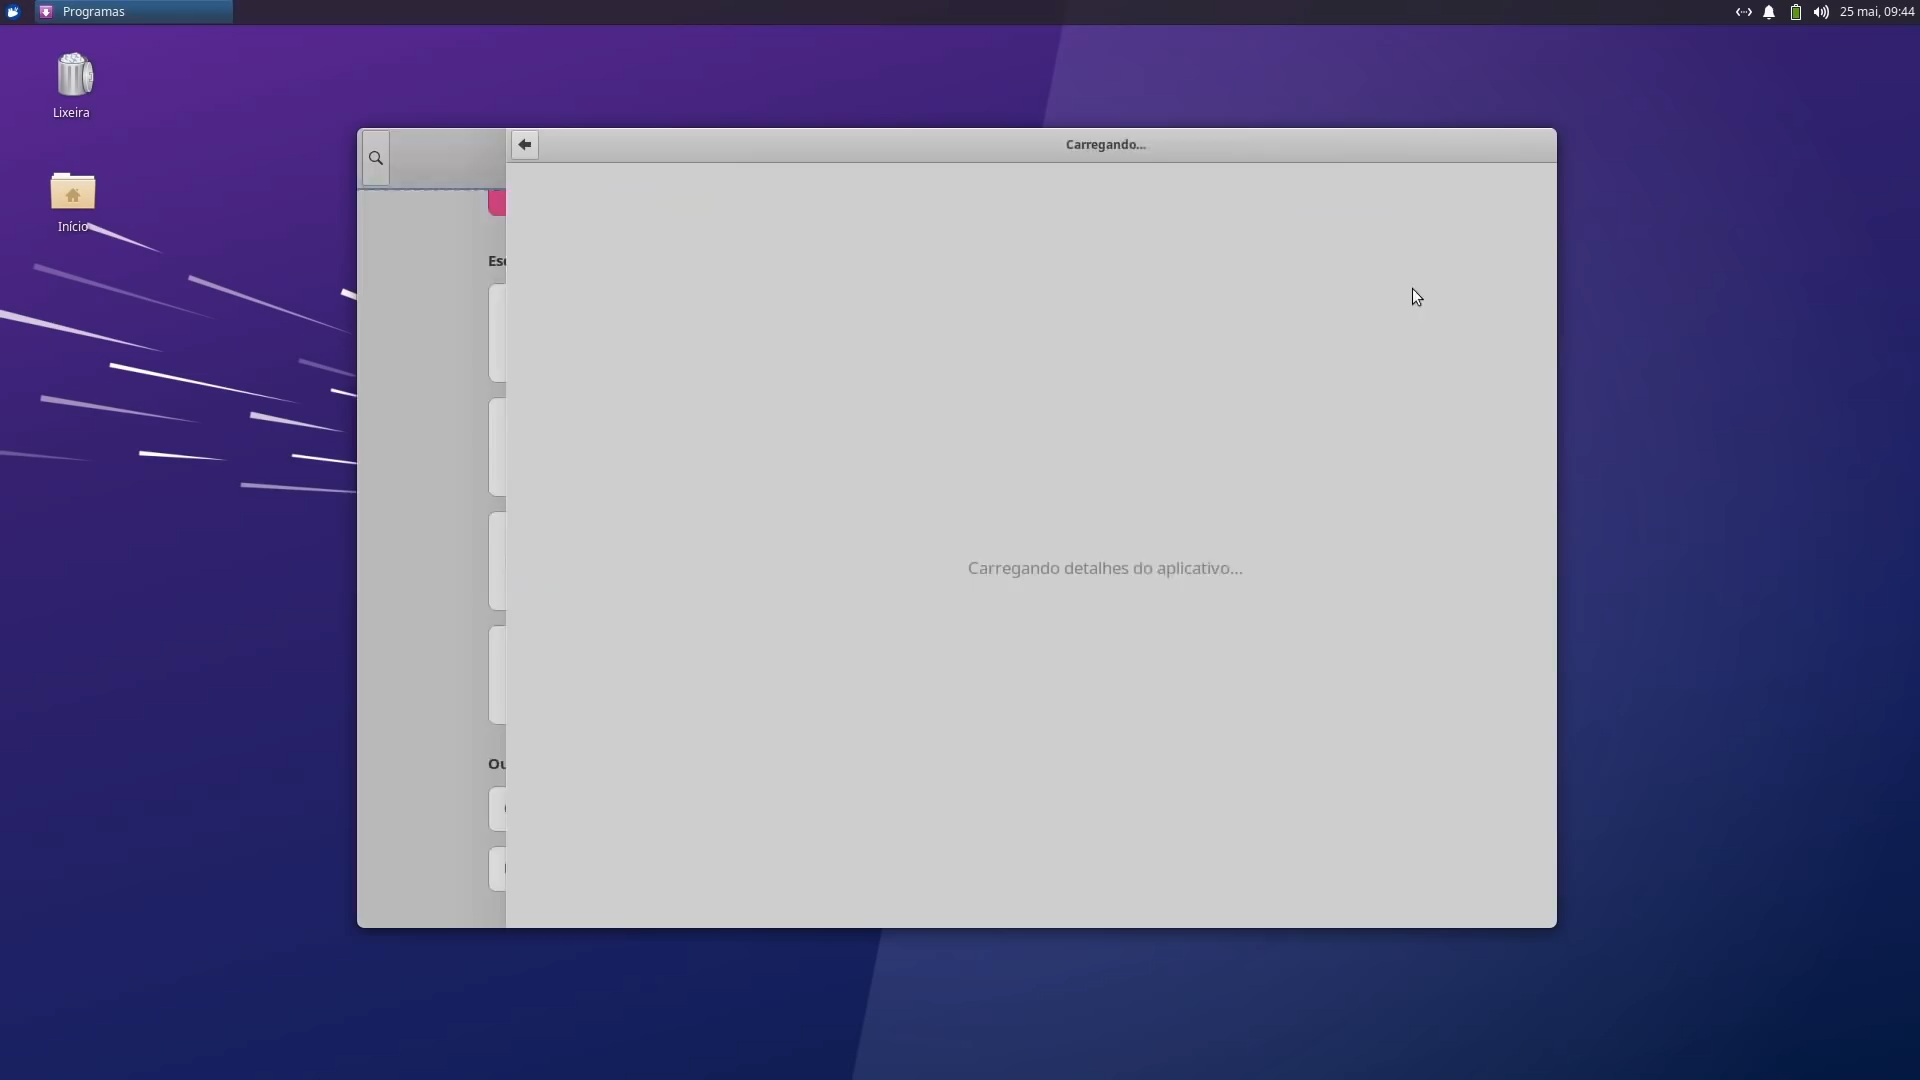 Programas
25 mai, 09:44
Lixeira
Início
Carregando...
Carregando detalhes do aplicativo...
Es
Ou